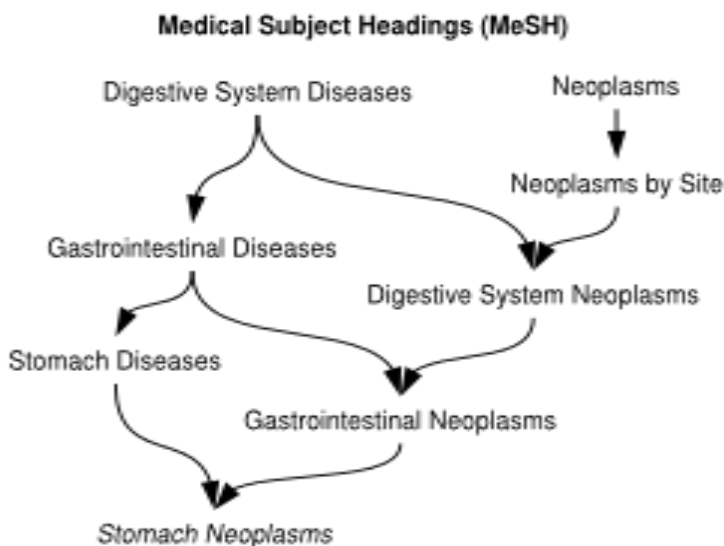 Medical Subject Headings (MeSH)
Digestive System Diseases
Neoplasms
Neoplasms by Site
Gastrointestinal Diseases
Digestive System Neoplasms
Stomach Diseases
Gastrointestinal Neoplasms
Stomach Neoplasms